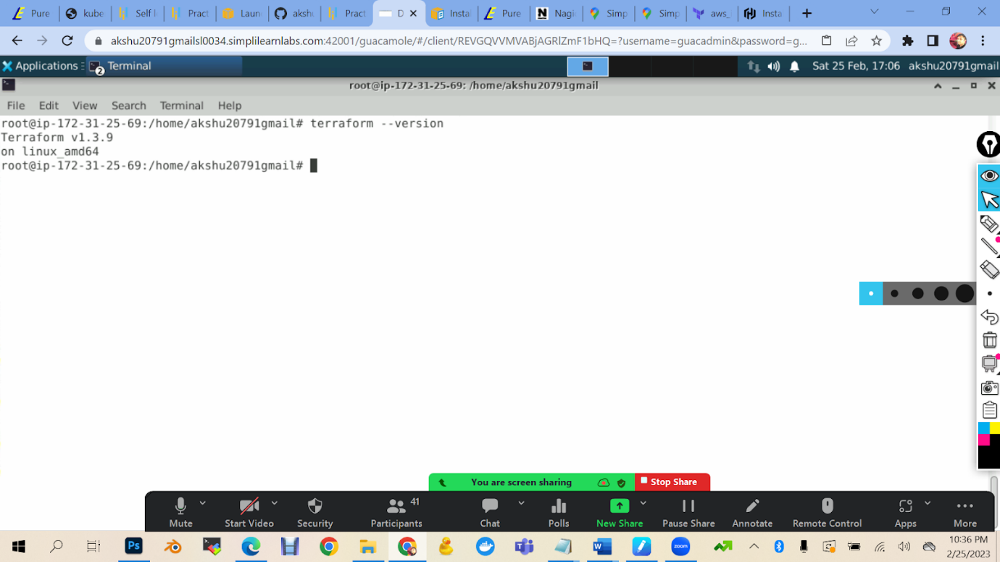 Pure
kube
Self l
Pract
Laun
akshu
Pract
D
Instal
Pure
Nagi
Simp
Simp
aws_
Insta
akshu20791gmailsl0034.simplilearnlabs.com:42001/guacamole/#/client/REVGQVVMVABjAGRlZmF1bHQ=?username=guacadmin&password=g...
Applications
2
Terminal
Sat 25 Feb, 17:06 akshu20791gmail
root@ip-172-31-25-69: /home/akshu20791gmail
File Edit View Search Terminal Help
root@ip-172-31-25-69:/home/akshu20791gmail# terraform --version
Terraform v1.3.9
on linux_amd64
root@ip-172-31-25-69:/home/akshu20791gmail#
You are screen sharing
Stop Share
41
Mute
Start Video
Security
Participants
Chat
Polls
New Share
Pause Share
Annotate
Remote Control
Apps
More
Ps
W
zoom
10:36 PM
2/25/2023